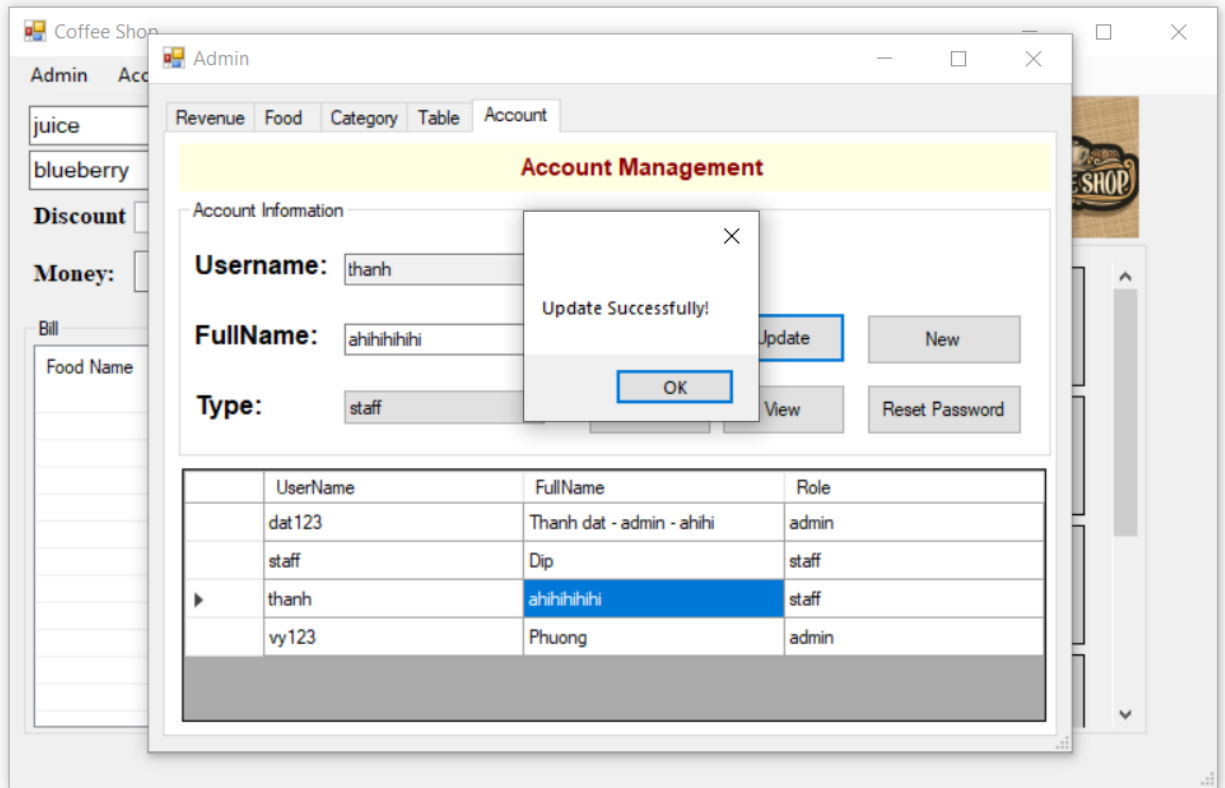 Coffee Shop
Admin
Admin
juice
blueberry
Discount
Money:
Bill
Food Name
SHOP
Revenue Food Category Table Account
Account Management
Account Information
Username: thanh
FullName: ahihihihihi
Type: staff
Update New
View Reset Password
Update Successfully!
OK
UserName FullName Role
dat123 Thanh dat - admin - ahihi admin
staff Dip staff
thanh ahihihihihi staff
vy123 Phuong admin